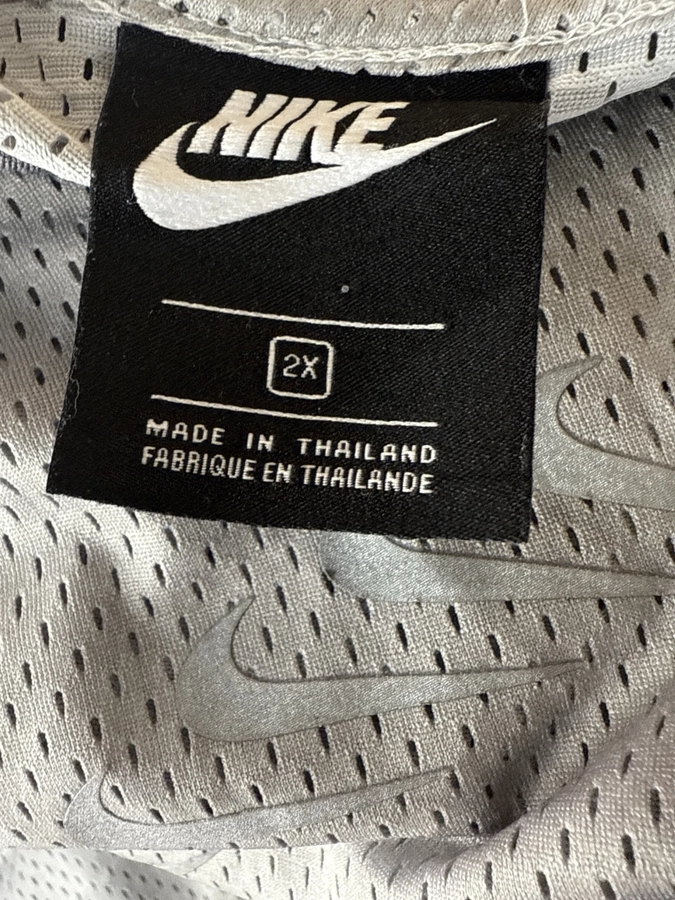 NIKE
2X
MADE IN THAILAND
FABRIQUE EN THAILANDE